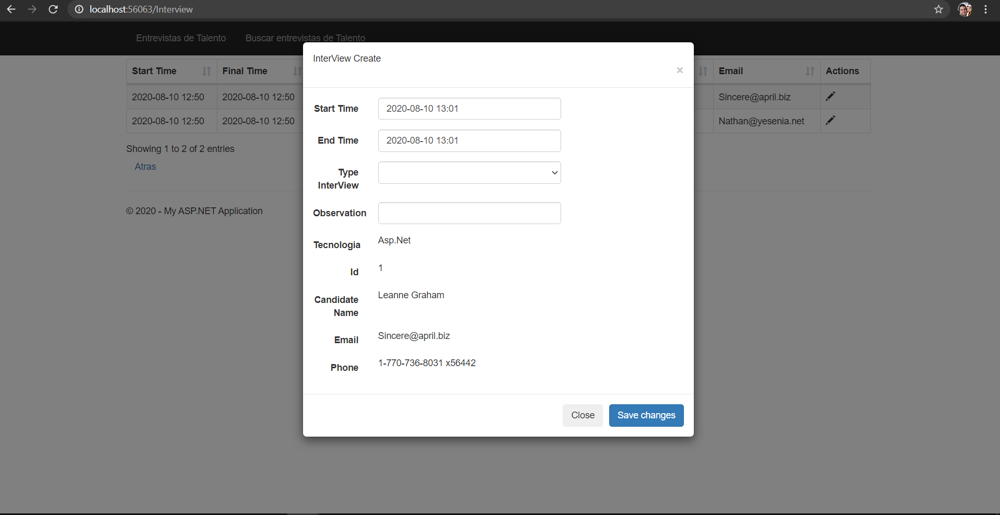 localhost:56063/Interview
Entrevistas de Talento Buscar entrevistas de Talento
InterView Create
×
Start Time Final Time Email Actions
2020-08-10 12:50 2020-08-10 12:50 Sincere@april.biz
2020-08-10 12:50 2020-08-10 12:50 Nathan@yesenia.net
Showing 1 to 2 of 2 entries
Atras
© 2020 - My ASP.NET Application
Start Time 2020-08-10 13:01
End Time 2020-08-10 13:01
Type
InterView
Observation
Tecnologia Asp.Net
Id 1
Candidate
Name
Leanne Graham
Email Sincere@april.biz
Phone 1-770-736-8031 x56442
Close Save changes